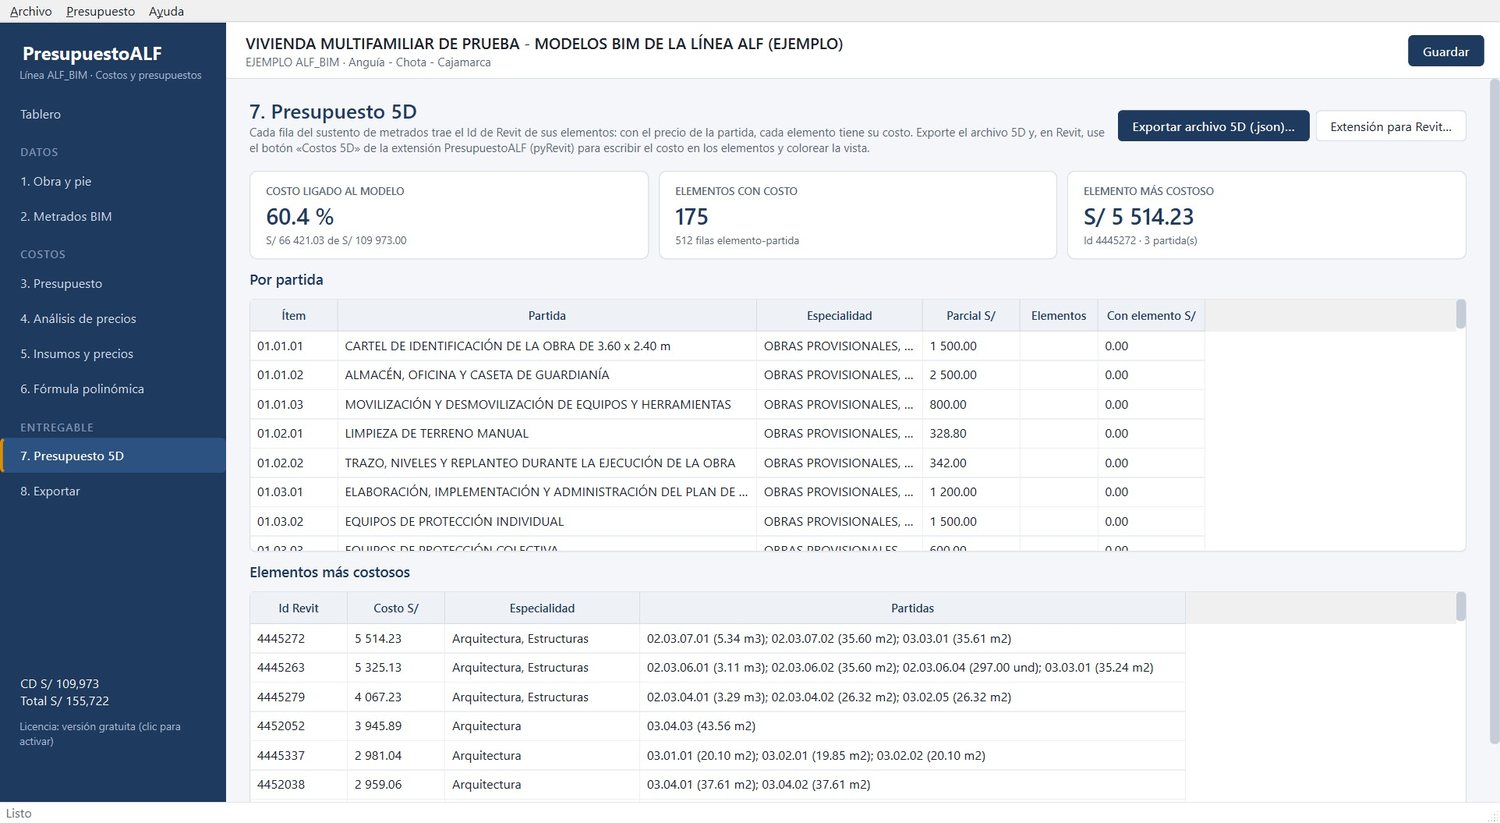 Archivo Presupuesto Ayuda
PresupuestoALF
Línea ALF_BIM · Costos y presupuestos
Tablero
DATOS
1. Obra y pie
2. Metrados BIM
COSTOS
3. Presupuesto
4. Análisis de precios
5. Insumos y precios
6. Fórmula polinómica
ENTREGABLE
7. Presupuesto 5D
8. Exportar
CD S/ 109,973
Total S/ 155,722
Licencia: versión gratuita (clic para
activar)
VIVIENDA MULTIFAMILIAR DE PRUEBA - MODELOS BIM DE LA LÍNEA ALF (EJEMPLO)
EJEMPLO ALF_BIM · Anguía - Chota - Cajamarca
Guardar
7. Presupuesto 5D
Cada fila del sustento de metrados trae el Id de Revit de sus elementos: con el precio de la partida, cada elemento tiene su costo. Exporte el archivo 5D y, en Revit, use
el botón «Costos 5D» de la extensión PresupuestoALF (pyRevit) para escribir el costo en los elementos y colorear la vista.
Exportar archivo 5D (.json)...
Extensión para Revit...
COSTO LIGADO AL MODELO
60.4 %
S/ 66 421.03 de S/ 109 973.00
ELEMENTOS CON COSTO
175
512 filas elemento-partida
ELEMENTO MÁS COSTOSO
S/ 5 514.23
Id 4445272 · 3 partida(s)
Por partida
Ítem Partida Especialidad Parcial S/ Elementos Con elemento S/
01.01.01 CARTEL DE IDENTIFICACIÓN DE LA OBRA DE 3.60 x 2.40 m OBRAS PROVISIONALES, ... 1 500.00 0.00
01.01.02 ALMACÉN, OFICINA Y CASETA DE GUARDIANÍA OBRAS PROVISIONALES, ... 2 500.00 0.00
01.01.03 MOVILIZACIÓN Y DESMOVILIZACIÓN DE EQUIPOS Y HERRAMIENTAS OBRAS PROVISIONALES, ... 800.00 0.00
01.02.01 LIMPIEZA DE TERRENO MANUAL OBRAS PROVISIONALES, ... 328.80 0.00
01.02.02 TRAZO, NIVELES Y REPLANTEO DURANTE LA EJECUCIÓN DE LA OBRA OBRAS PROVISIONALES, ... 342.00 0.00
01.03.01 ELABORACIÓN, IMPLEMENTACIÓN Y ADMINISTRACIÓN DEL PLAN DE ... OBRAS PROVISIONALES, ... 1 200.00 0.00
01.03.02 EQUIPOS DE PROTECCIÓN INDIVIDUAL OBRAS PROVISIONALES, ... 1 500.00 0.00
01.03.03 EQUIPOS DE PROTECCIÓN COLECTIVA OBRAS PROVISIONALES, ... 600.00 0.00
Elementos más costosos
Id Revit Costo S/ Especialidad Partidas
4445272 5 514.23 Arquitectura, Estructuras 02.03.07.01 (5.34 m3); 02.03.07.02 (35.60 m2); 03.03.01 (35.61 m2)
4445263 5 325.13 Arquitectura, Estructuras 02.03.06.01 (3.11 m3); 02.03.06.02 (35.60 m2); 02.03.06.04 (297.00 und); 03.03.01 (35.24 m2)
4445279 4 067.23 Arquitectura, Estructuras 02.03.04.01 (3.29 m3); 02.03.04.02 (26.32 m2); 03.02.05 (26.32 m2)
4452052 3 945.89 Arquitectura 03.04.03 (43.56 m2)
4445337 2 981.04 Arquitectura 03.01.01 (20.10 m2); 03.02.01 (19.85 m2); 03.02.02 (20.10 m2)
4452038 2 959.06 Arquitectura 03.04.01 (37.61 m2); 03.04.02 (37.61 m2)
Listo